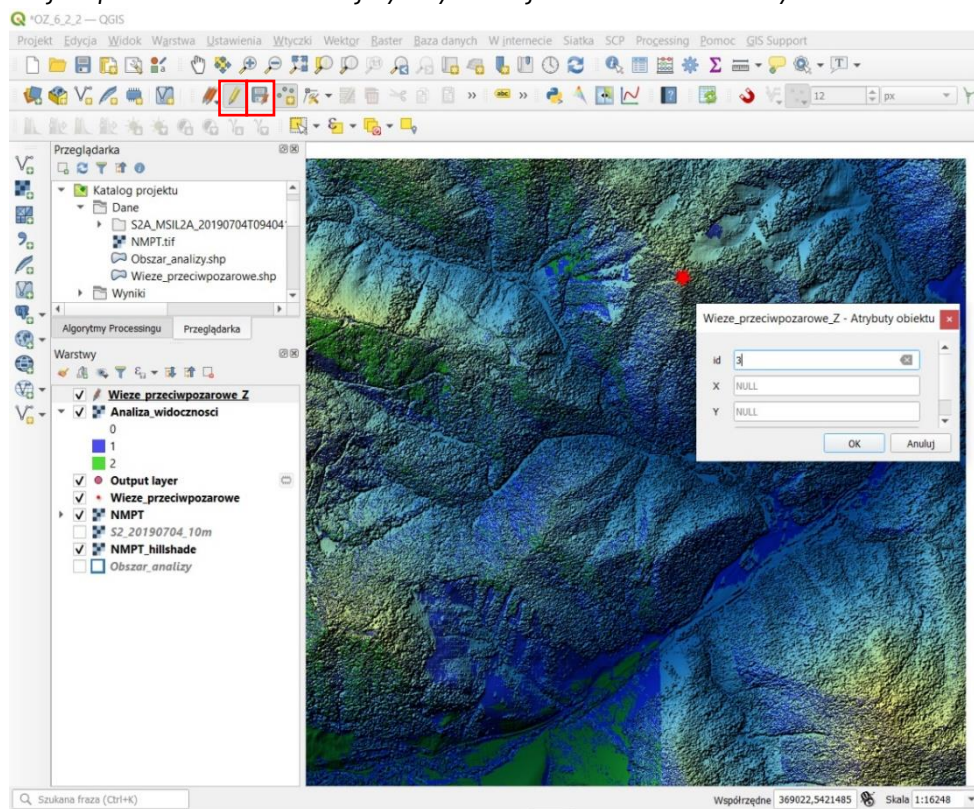 *OZ_6_2_2 — QGIS
Projekt Edycja Widok Warstwa Ustawienia Wtyczki Wektor Raster Baza danych W internecie Siatka SCP Processing Pomoc GIS Support
12 px
Przeglądarka
Katalog projektu
Dane
S2A_MSIL2A_20190704T09404
NMPT.tif
Obszar_analizy.shp
Wieze_przeciwpozarowe.shp
Wyniki
Algorytmy Processingu Przeglądarka
Warstwy
Wieze_przeciwpozarowe_Z
Analiza_widocznosci
0
1
2
Output layer
Wieze_przeciwpozarowe
NMPT
S2_20190704_10m
NMPT_hillshade
Obszar_analizy
Wieze_przeciwpozarowe_Z - Atrybuty obiektu
id 3
X NULL
Y NULL
OK Anuluj
Szukana fraza (Ctrl+K) Współrzędne 369022,5421485 Skala 1:16248